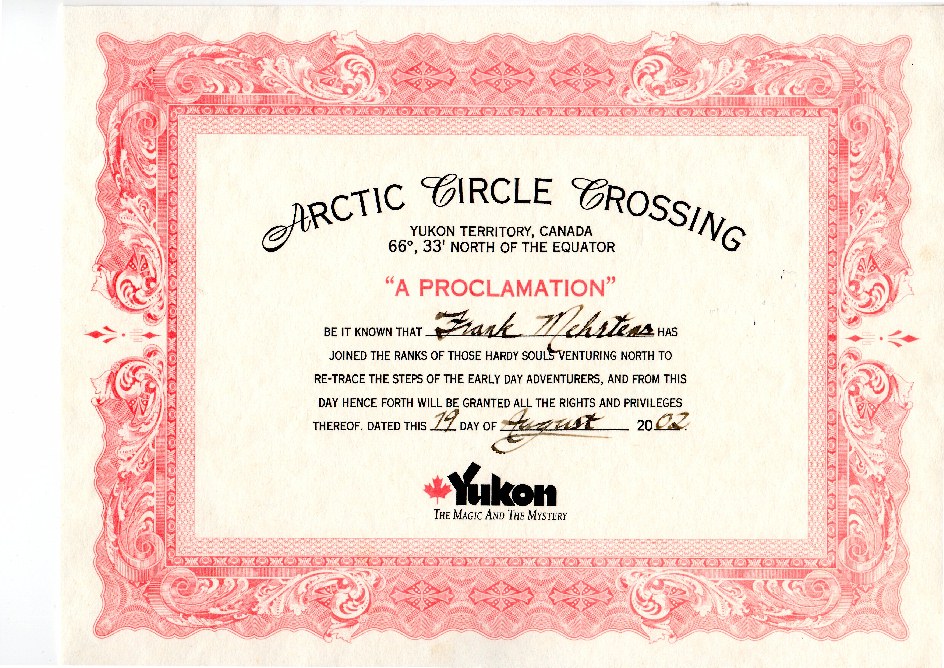 ARCTIC CIRCLE CROSSING
YUKON TERRITORY, CANADA
66°, 33' NORTH OF THE EQUATOR
"A PROCLAMATION"
BE IT KNOWN THAT Frank Mehrtens HAS
JOINED THE RANKS OF THOSE HARDY SOULS VENTURING NORTH TO
RE-TRACE THE STEPS OF THE EARLY DAY ADVENTURERS, AND FROM THIS
DAY HENCE FORTH WILL BE GRANTED ALL THE RIGHTS AND PRIVILEGES
THEREOF. DATED THIS 19 DAY OF August 2002
Yukon
THE MAGIC AND THE MYSTERY